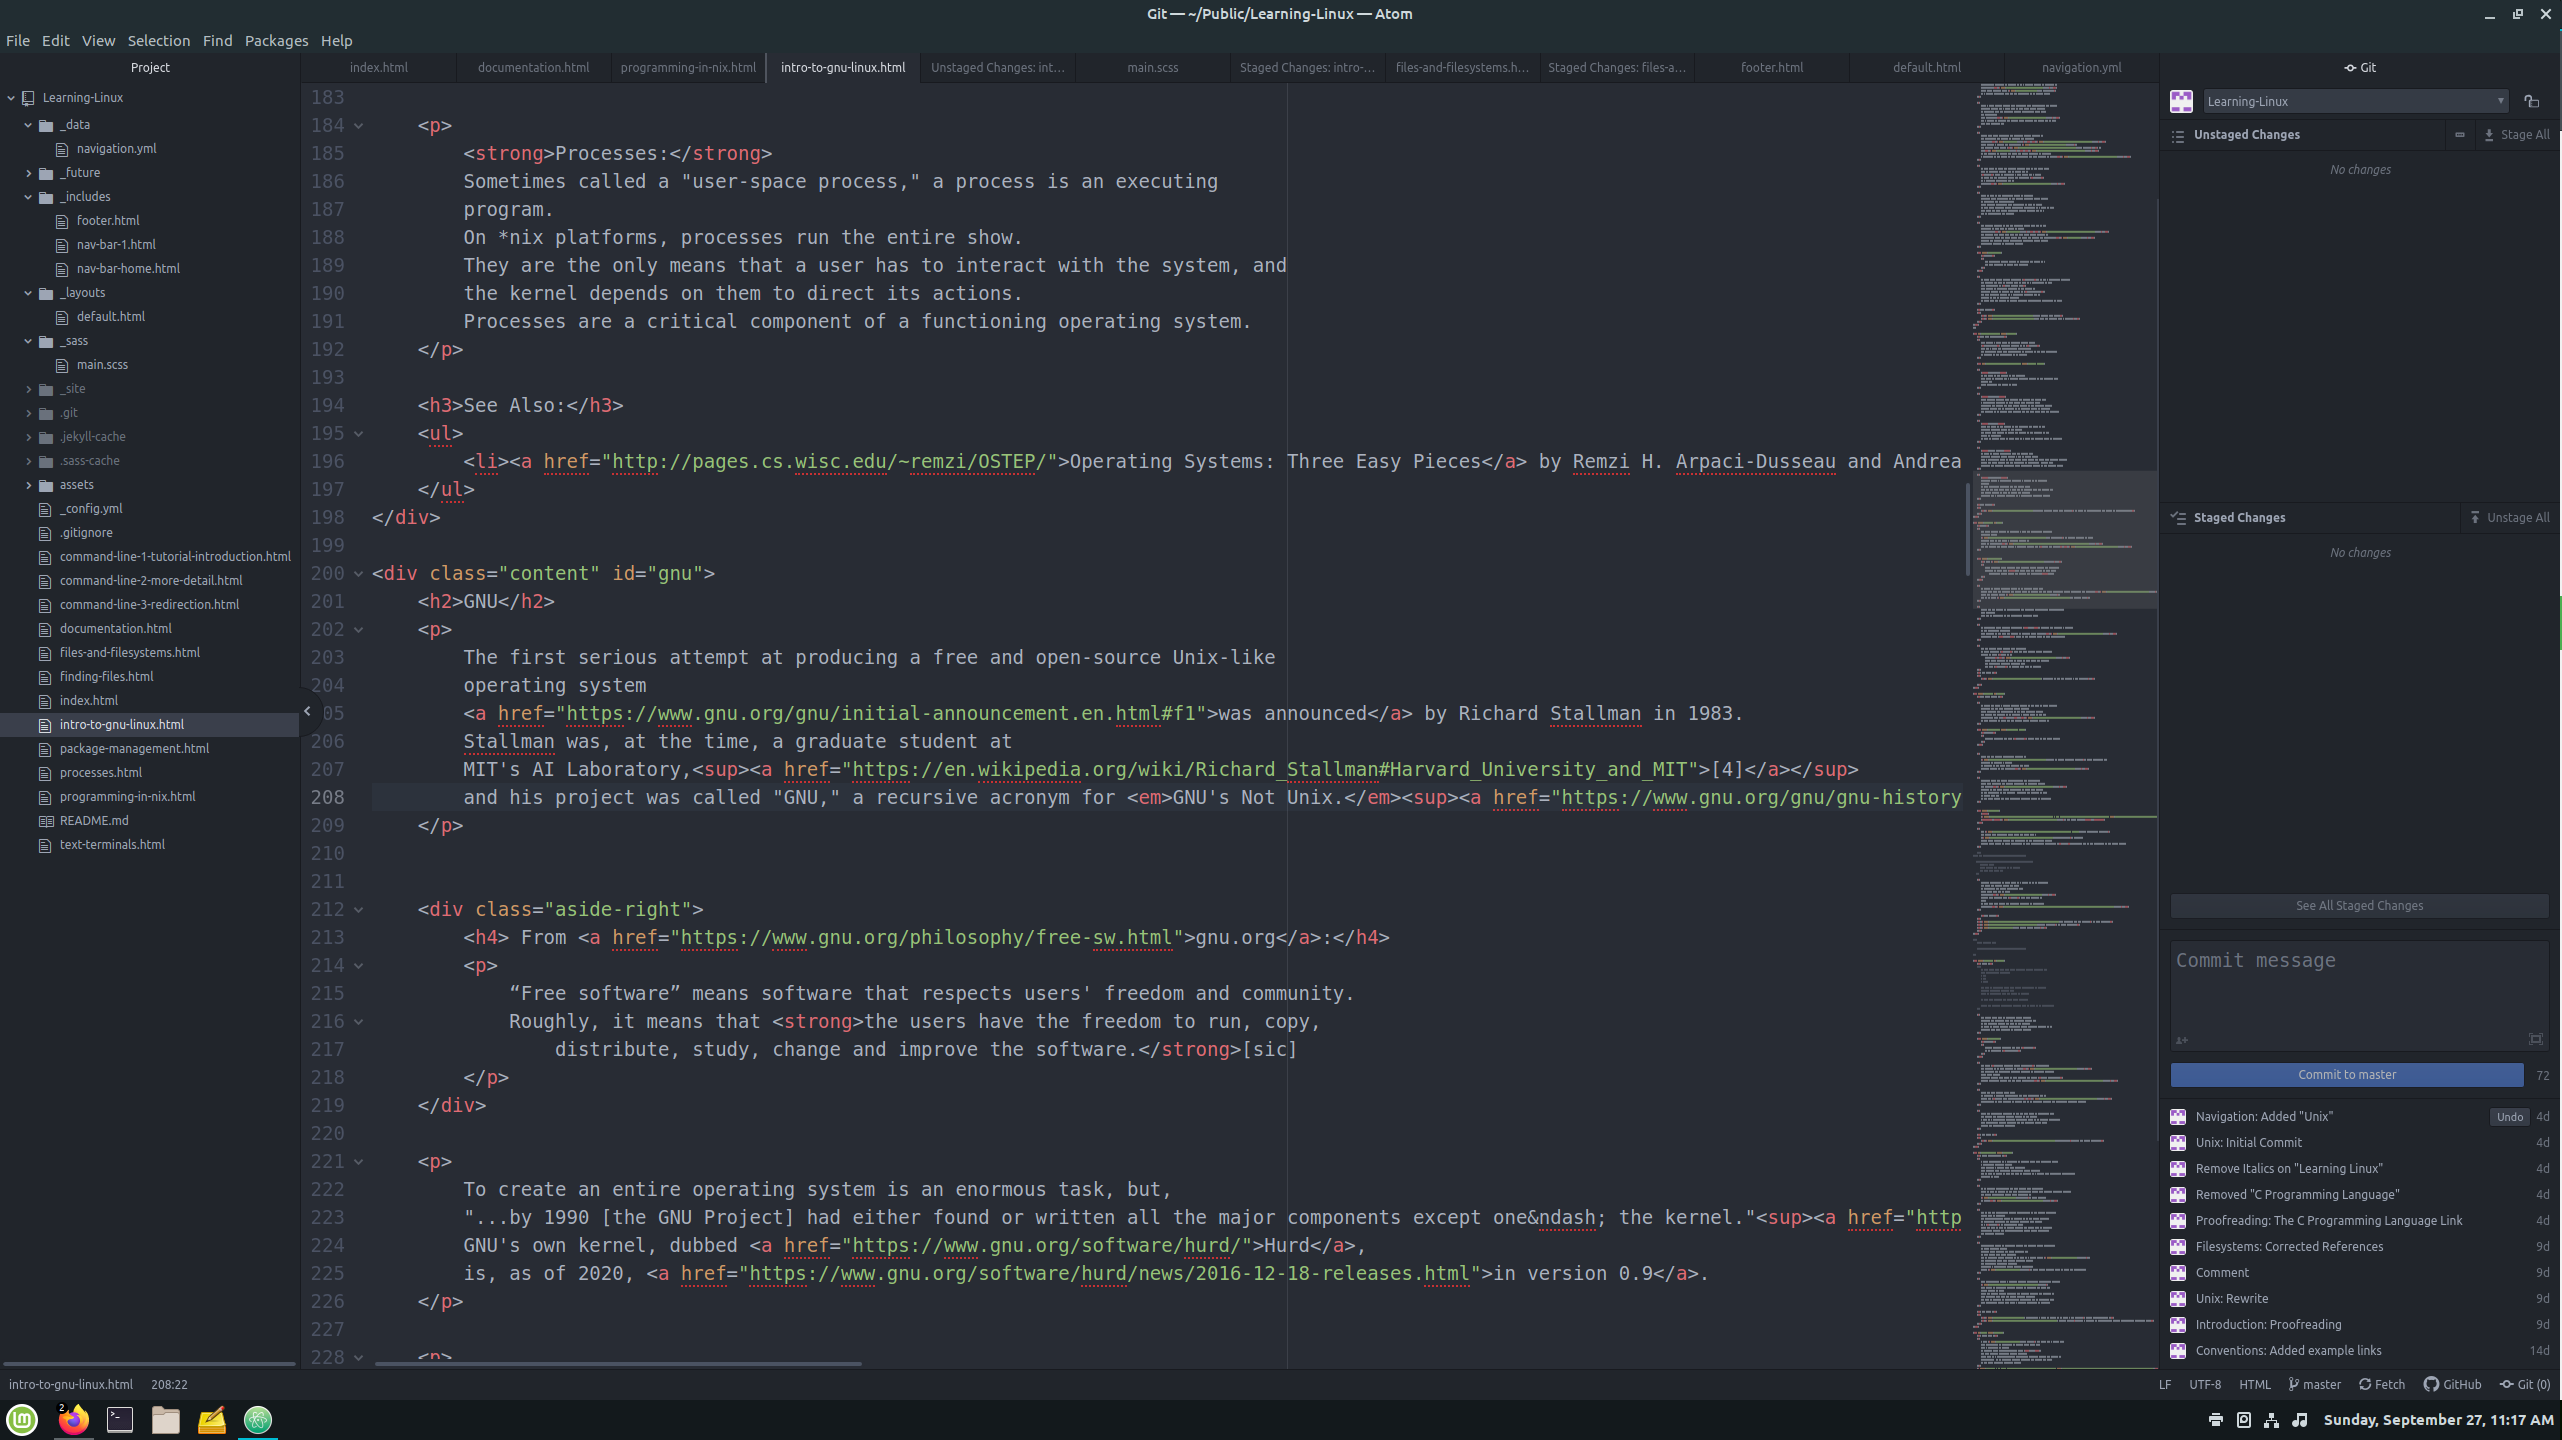 Git — ~/Public/Learning-Linux — Atom
File Edit View Selection Find Packages Help
Project
Learning-Linux
_data
navigation.yml
_future
_includes
footer.html
nav-bar-1.html
nav-bar-home.html
_layouts
default.html
_sass
main.scss
_site
.git
.jekyll-cache
.sass-cache
assets
_config.yml
.gitignore
command-line-1-tutorial-introduction.html
command-line-2-more-detail.html
command-line-3-redirection.html
documentation.html
files-and-filesystems.html
finding-files.html
index.html
intro-to-gnu-linux.html
package-management.html
processes.html
programming-in-nix.html
README.md
text-terminals.html
index.html documentation.html programming-in-nix.html intro-to-gnu-linux.html Unstaged Changes: int... main.scss Staged Changes: intro-... files-and-filesystems.h... Staged Changes: files-a... footer.html default.html navigation.yml
183
184 <p>
185 <strong>Processes:</strong>
186 Sometimes called a "user-space process," a process is an executing
187 program.
188 On *nix platforms, processes run the entire show.
189 They are the only means that a user has to interact with the system, and
190 the kernel depends on them to direct its actions.
191 Processes are a critical component of a functioning operating system.
192 </p>
193
194 <h3>See Also:</h3>
195 <ul>
196 <li><a href="http://pages.cs.wisc.edu/~remzi/OSTEP/">Operating Systems: Three Easy Pieces</a> by Remzi H. Arpaci-Dusseau and Andrea
197 </ul>
198 </div>
199
200 <div class="content" id="gnu">
201 <h2>GNU</h2>
202 <p>
203 The first serious attempt at producing a free and open-source Unix-like
204 operating system
05 <a href="https://www.gnu.org/gnu/initial-announcement.en.html#f1">was announced</a> by Richard Stallman in 1983.
206 Stallman was, at the time, a graduate student at
207 MIT's AI Laboratory,<sup><a href="https://en.wikipedia.org/wiki/Richard_Stallman#Harvard_University_and_MIT">[4]</a></sup>
208 and his project was called "GNU," a recursive acronym for <em>GNU's Not Unix.</em><sup><a href="https://www.gnu.org/gnu/gnu-history
209 </p>
210
211
212 <div class="aside-right">
213 <h4> From <a href="https://www.gnu.org/philosophy/free-sw.html">gnu.org</a>:</h4>
214 <p>
215 “Free software” means software that respects users' freedom and community.
216 Roughly, it means that <strong>the users have the freedom to run, copy,
217 distribute, study, change and improve the software.</strong>[sic]
218 </p>
219 </div>
220
221 <p>
222 To create an entire operating system is an enormous task, but,
223 "...by 1990 [the GNU Project] had either found or written all the major components except one&ndash; the kernel."<sup><a href="http
224 GNU's own kernel, dubbed <a href="https://www.gnu.org/software/hurd/">Hurd</a>,
225 is, as of 2020, <a href="https://www.gnu.org/software/hurd/news/2016-12-18-releases.html">in version 0.9</a>.
226 </p>
227
228 <p>
Git
Learning-Linux
Unstaged Changes Stage All
No changes
Staged Changes Unstage All
No changes
See All Staged Changes
Commit message
Commit to master 72
Navigation: Added "Unix" Undo 4d
Unix: Initial Commit 4d
Remove Italics on "Learning Linux" 4d
Removed "C Programming Language" 4d
Proofreading: The C Programming Language Link 4d
Filesystems: Corrected References 9d
Comment 9d
Unix: Rewrite 9d
Introduction: Proofreading 9d
Conventions: Added example links 14d
intro-to-gnu-linux.html 208:22
LF UTF-8 HTML master Fetch GitHub Git (0)
2
Sunday, September 27, 11:17 AM